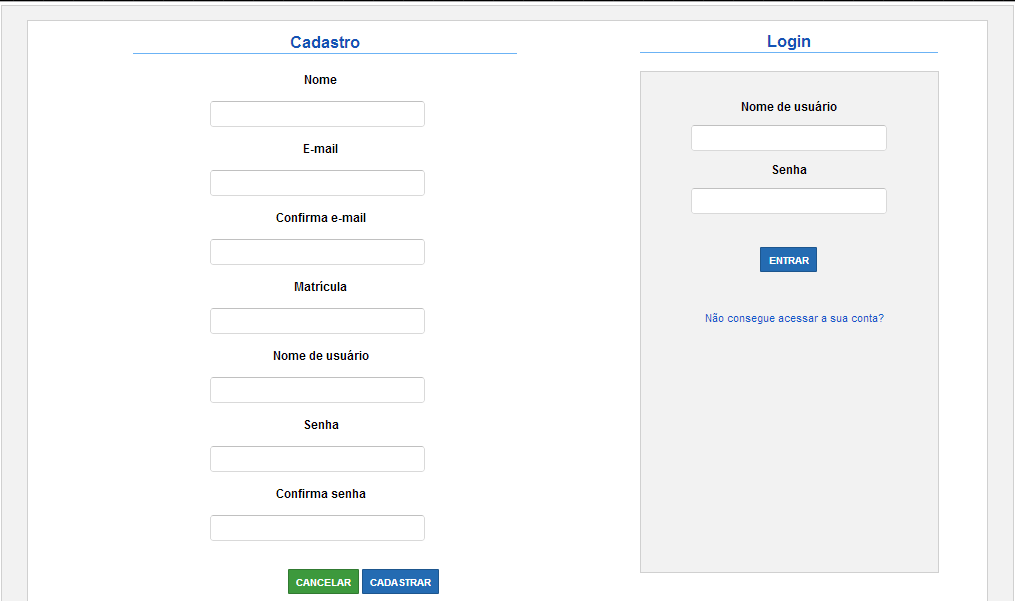 Cadastro
Nome
E-mail
Confirma e-mail
Matrícula
Nome de usuário
Senha
Confirma senha
CANCELAR CADASTRAR
Login
Nome de usuário
Senha
ENTRAR
Não consegue acessar a sua conta?